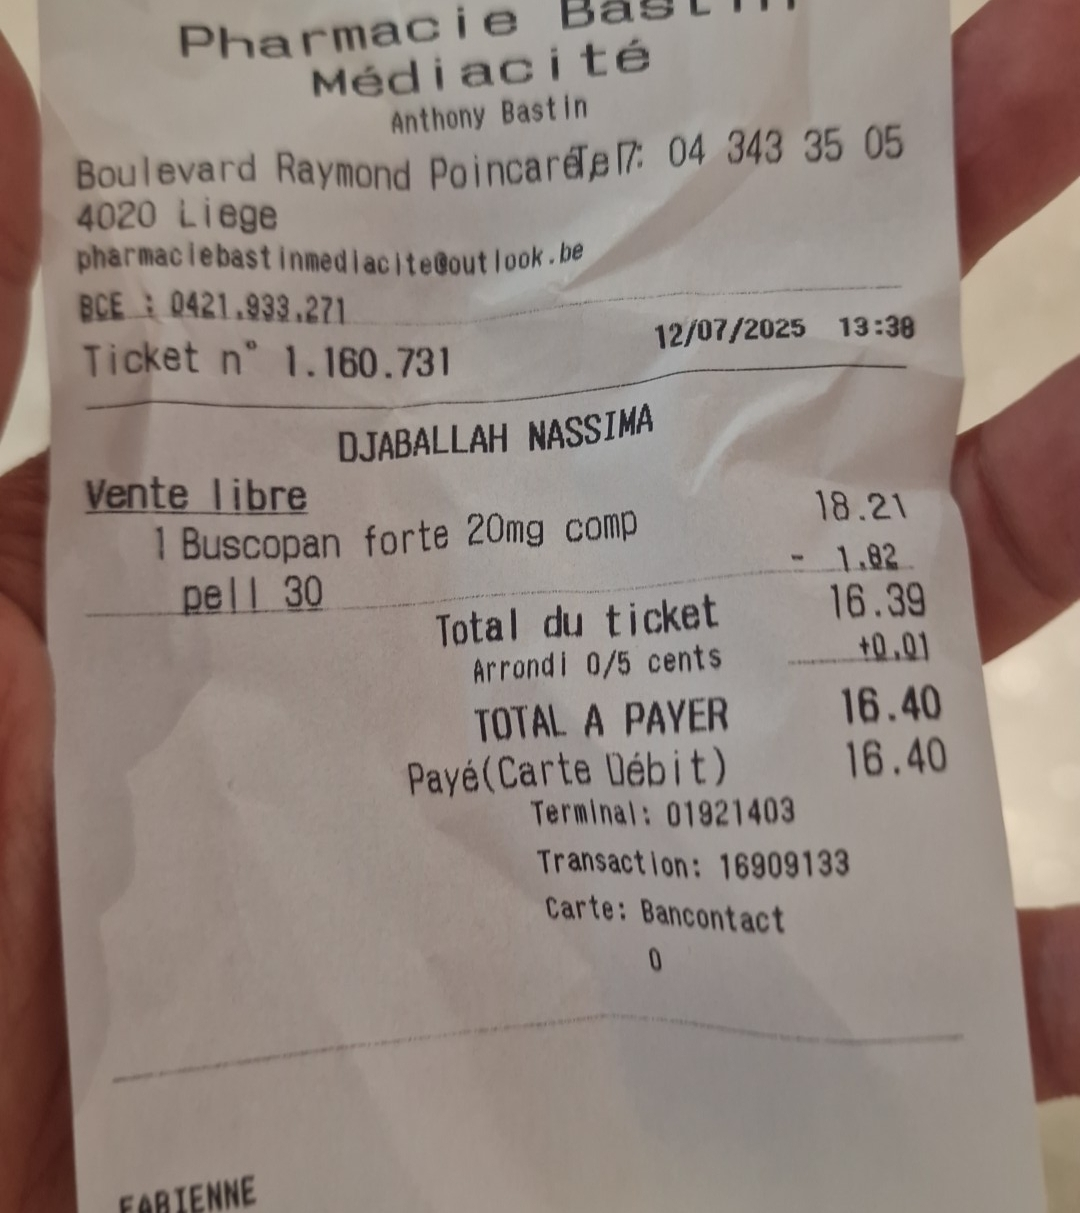 Pharmacie Bastin
Médiacité
Anthony Bastin
Boulevard Raymond Poincaré, 7 Tel: 04 343 35 05
4020 Liege
pharmaciebastinmediacite@outlook.be
BCE : 0421.933.271
Ticket n° 1.160.731 12/07/2025 13:38
DJABALLAH NASSIMA
Vente libre
1 Buscopan forte 20mg comp 18.21
pell 30 - 1.82
Total du ticket 16.39
Arrondi 0/5 cents +0.01
TOTAL A PAYER 16.40
Payé(Carte Débit) 16.40
Terminal: 01921403
Transaction: 16909133
Carte: Bancontact
0
FABIENNE